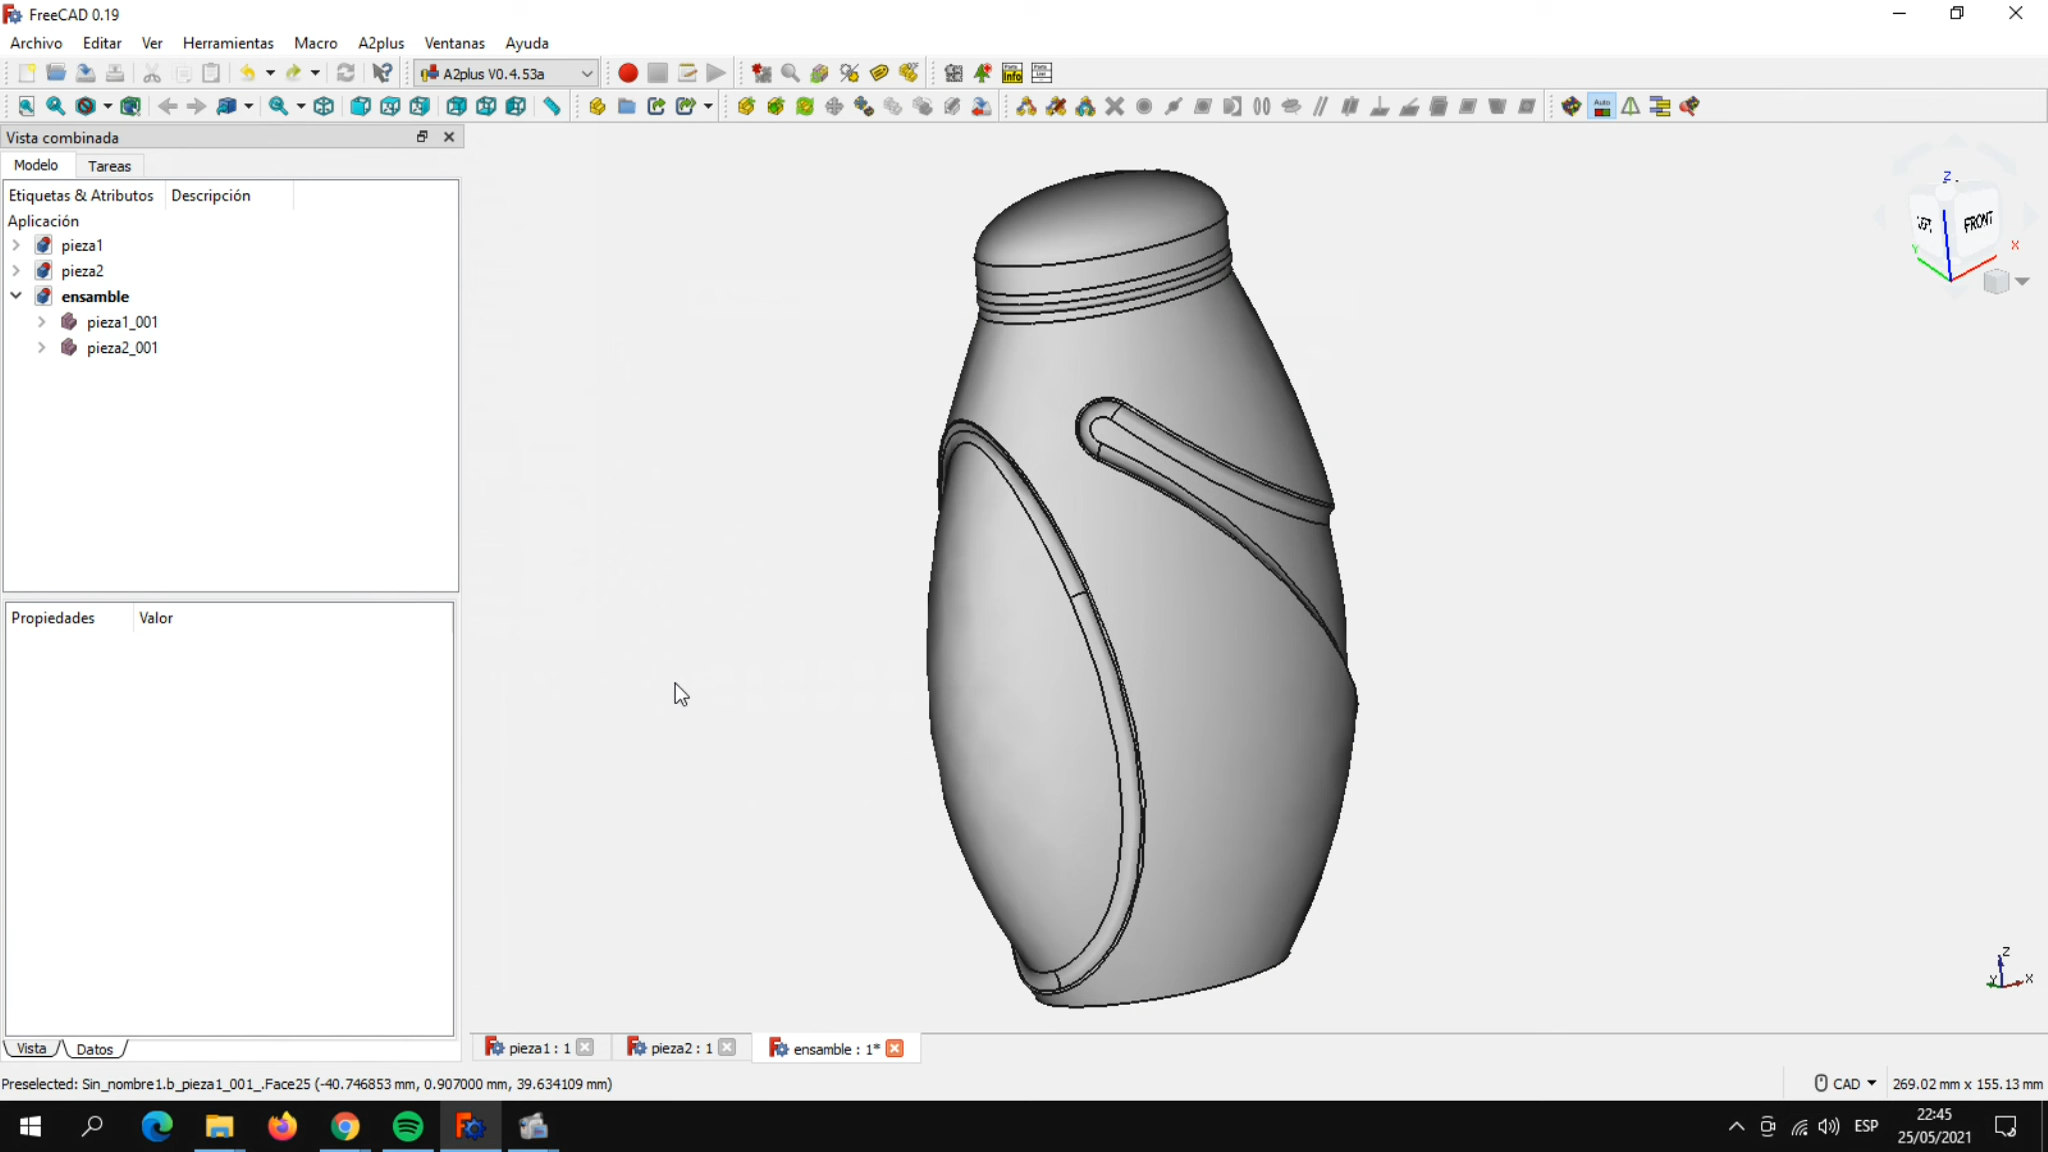 FreeCAD 0.19
Archivo Editar Ver Herramientas Macro A2plus Ventanas Ayuda
A2plus V0.4.53a
Parts Info
Auto
Vista combinada
Modelo Tareas
Etiquetas & Atributos Descripción
Aplicación
pieza1
pieza2
ensamble
pieza1_001
pieza2_001
Propiedades Valor
Z
FRONT
X
Y
Z
X
Y
Vista Datos
pieza1 : 1 pieza2 : 1 ensamble : 1*
Preselected: Sin_nombre1.b_pieza1_001_.Face25 (-40.746853 mm, 0.907000 mm, 39.634109 mm)
CAD 269.02 mm x 155.13 mm
ESP
22:45
25/05/2021